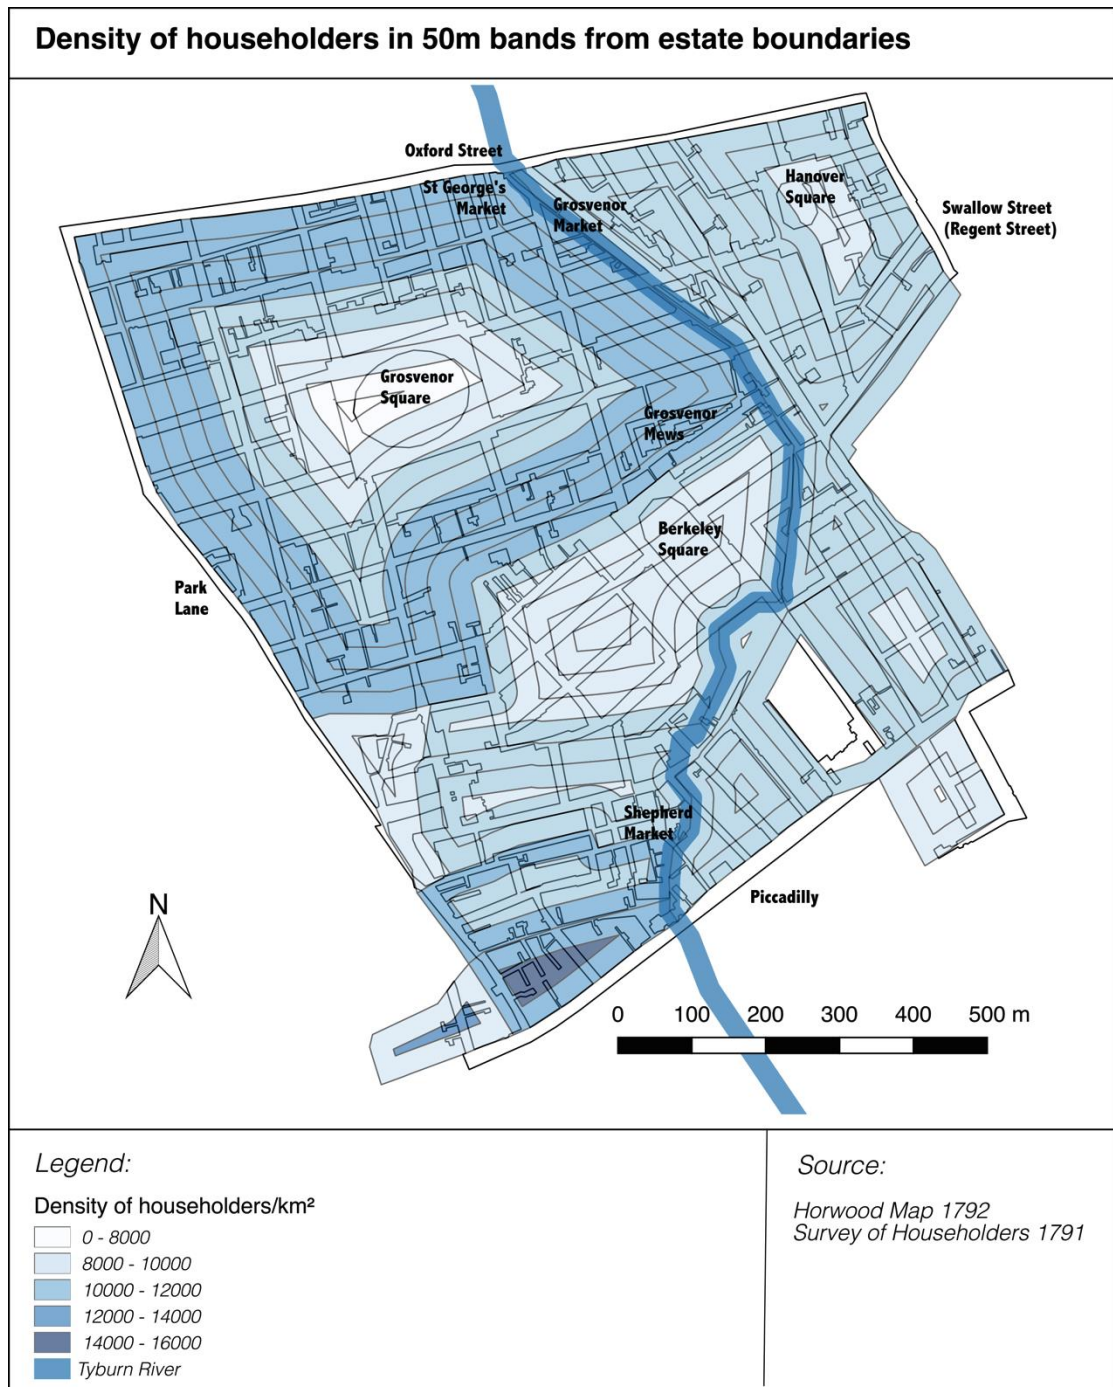 Density of householders in 50m bands from estate boundaries
Oxford Street
St George's
Market
Grosvenor
Market
Hanover
Square
Swallow Street
(Regent Street)
Grosvenor
Square
Grosvenor
Mews
Berkeley
Square
Park
Lane
Shepherd
Market
Piccadilly
N
0 100 200 300 400 500 m
Legend:
Density of householders/km²
0 - 8000
8000 - 10000
10000 - 12000
12000 - 14000
14000 - 16000
Tyburn River
Source:
Horwood Map 1792
Survey of Householders 1791